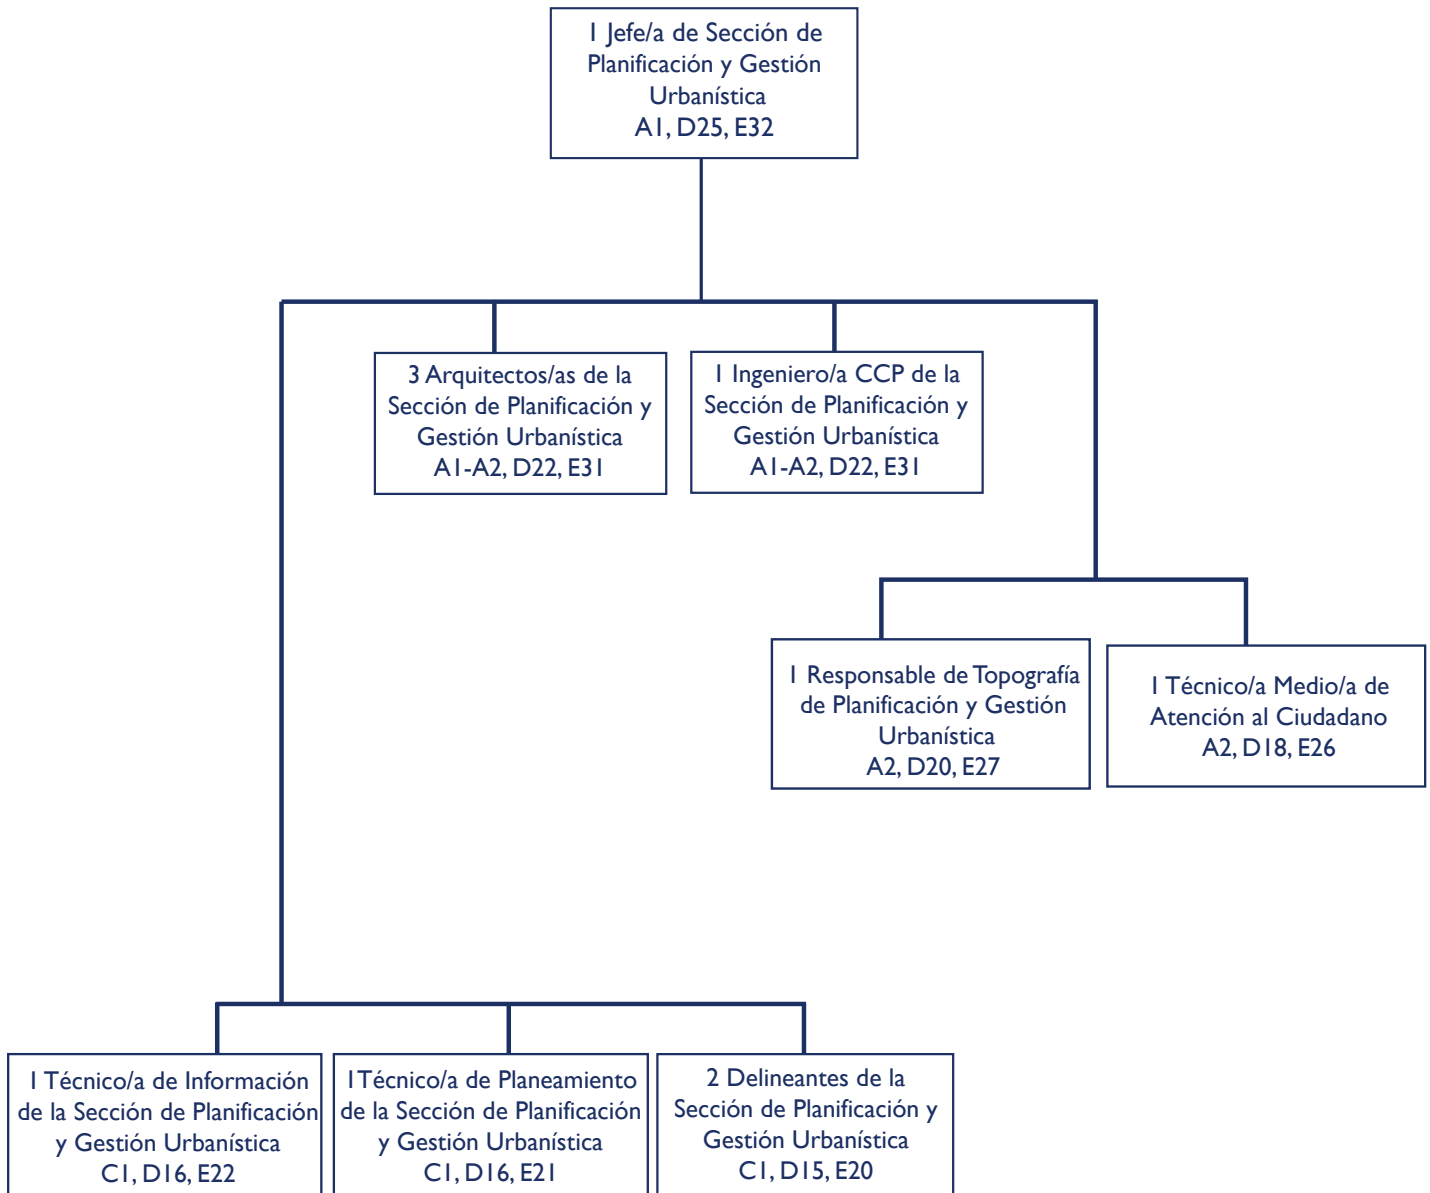 1 Jefe/a de Sección de
Planificación y Gestión
Urbanística
A1, D25, E32
3 Arquitectos/as de la
Sección de Planificación y
Gestión Urbanística
A1-A2, D22, E31
1 Ingeniero/a CCP de la
Sección de Planificación y
Gestión Urbanística
A1-A2, D22, E31
1 Responsable de Topografía
de Planificación y Gestión
Urbanística
A2, D20, E27
1 Técnico/a Medio/a de
Atención al Ciudadano
A2, D18, E26
1 Técnico/a de Información
de la Sección de Planificación
y Gestión Urbanística
C1, D16, E22
1 Técnico/a de Planeamiento
de la Sección de Planificación
y Gestión Urbanística
C1, D16, E21
2 Delineantes de la
Sección de Planificación y
Gestión Urbanística
C1, D15, E20